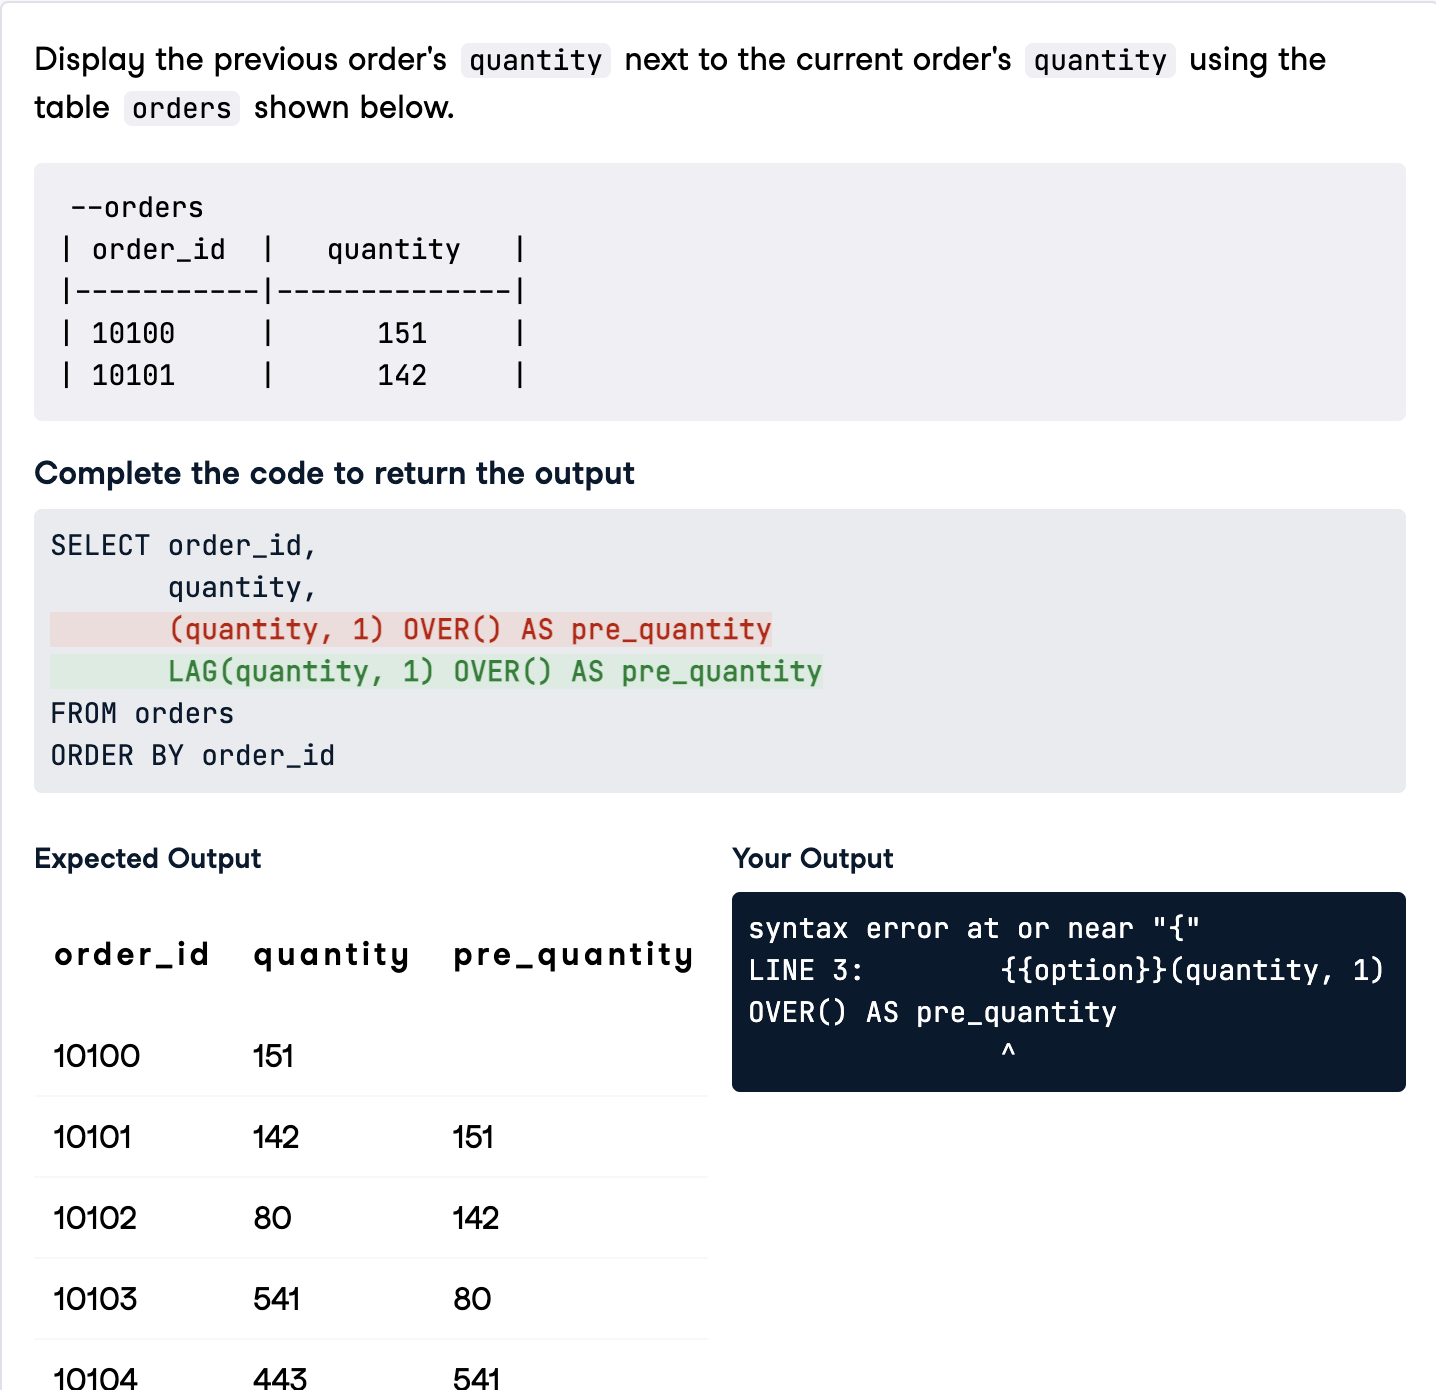 Display the previous order's quantity next to the current order's quantity using the
table orders shown below.
--orders
| order_id  |   quantity   |
|-----------|--------------|
| 10100     |      151     |
| 10101     |      142     |
Complete the code to return the output
SELECT order_id,
       quantity,
       (quantity, 1) OVER() AS pre_quantity
       LAG(quantity, 1) OVER() AS pre_quantity
FROM orders
ORDER BY order_id
Expected Output
order_id quantity pre_quantity
10100 151
10101 142 151
10102 80 142
10103 541 80
10104 443 541
Your Output
syntax error at or near "{"
LINE 3:        {{option}}(quantity, 1)
OVER() AS pre_quantity
               ^